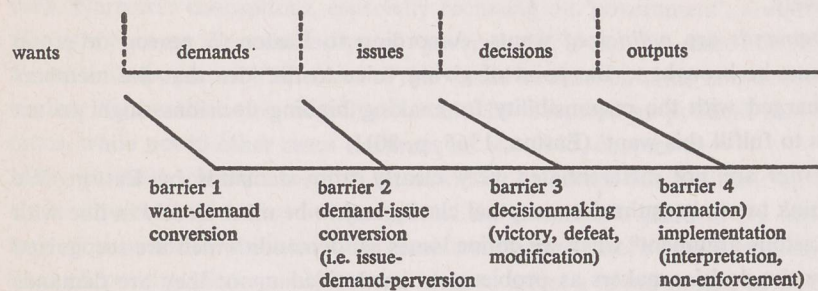 wants demands issues decision outputs
barrier 1 barrier 2 barrier 3 barrier 4
want-demand demand-issue decisionmaking formation)
conversion conversion (victory, defeat, implementation
(i.e. issue- modification) (interpretation,
demand-perversion non-enforcement)